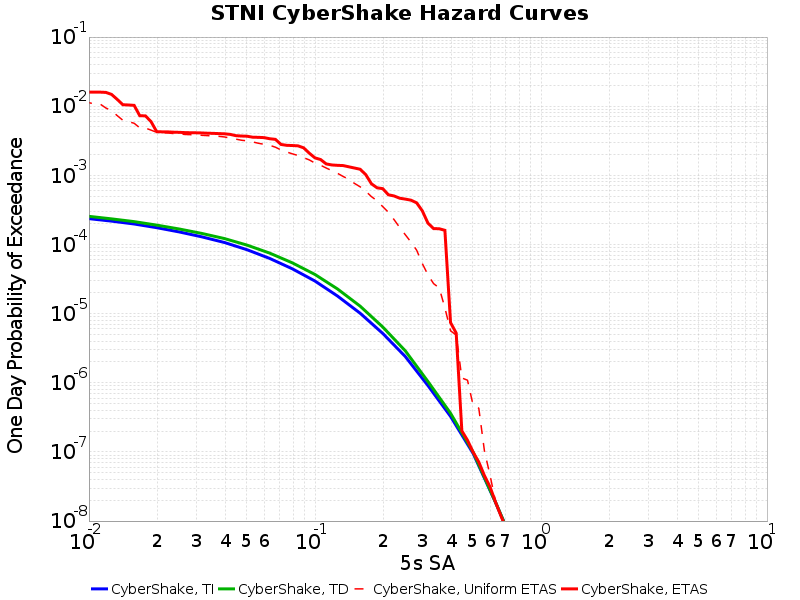 STNI CyberShake Hazard Curves
One Day Probability of Exceedance
10-1
10-2
10-3
10-4
10-5
10-6
10-7
10-8
10-2 2 3 4 5 6 10-1 2 3 4 5 6 7 100 2 3 4 5 6 7 101
5s SA
CyberShake, TI CyberShake, TD CyberShake, Uniform ETAS CyberShake, ETAS